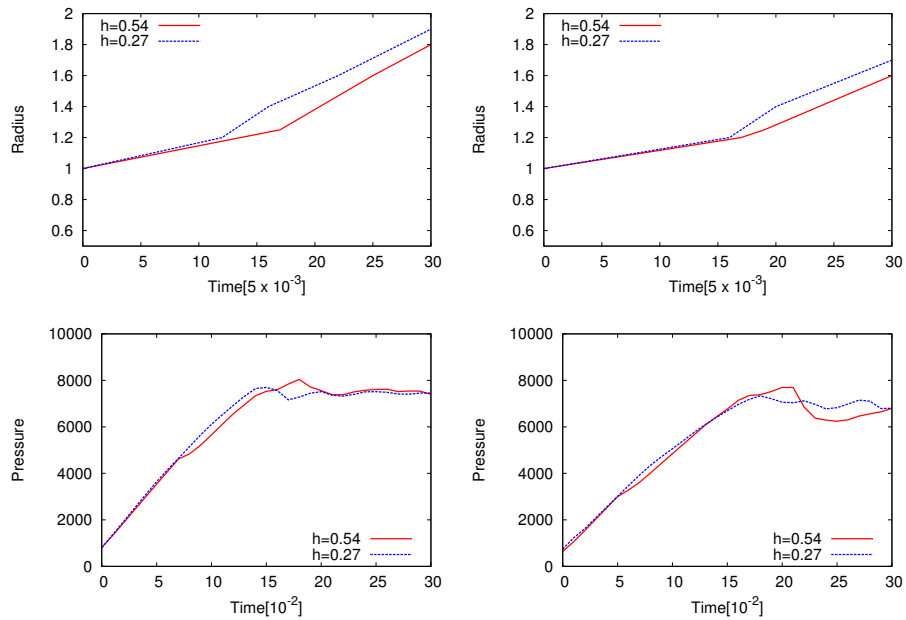 h=0.54
h=0.27
2
1.8
1.6
1.4
1.2
1
0.8
0.6
Radius
0 5 10 15 20 25 30
Time[5 x 10⁻³]
h=0.54
h=0.27
2
1.8
1.6
1.4
1.2
1
0.8
0.6
Radius
0 5 10 15 20 25 30
Time[5 x 10⁻³]
10000
8000
6000
4000
2000
0
Pressure
h=0.54
h=0.27
0 5 10 15 20 25 30
Time[10⁻²]
10000
8000
6000
4000
2000
0
Pressure
h=0.54
h=0.27
0 5 10 15 20 25 30
Time[10⁻²]